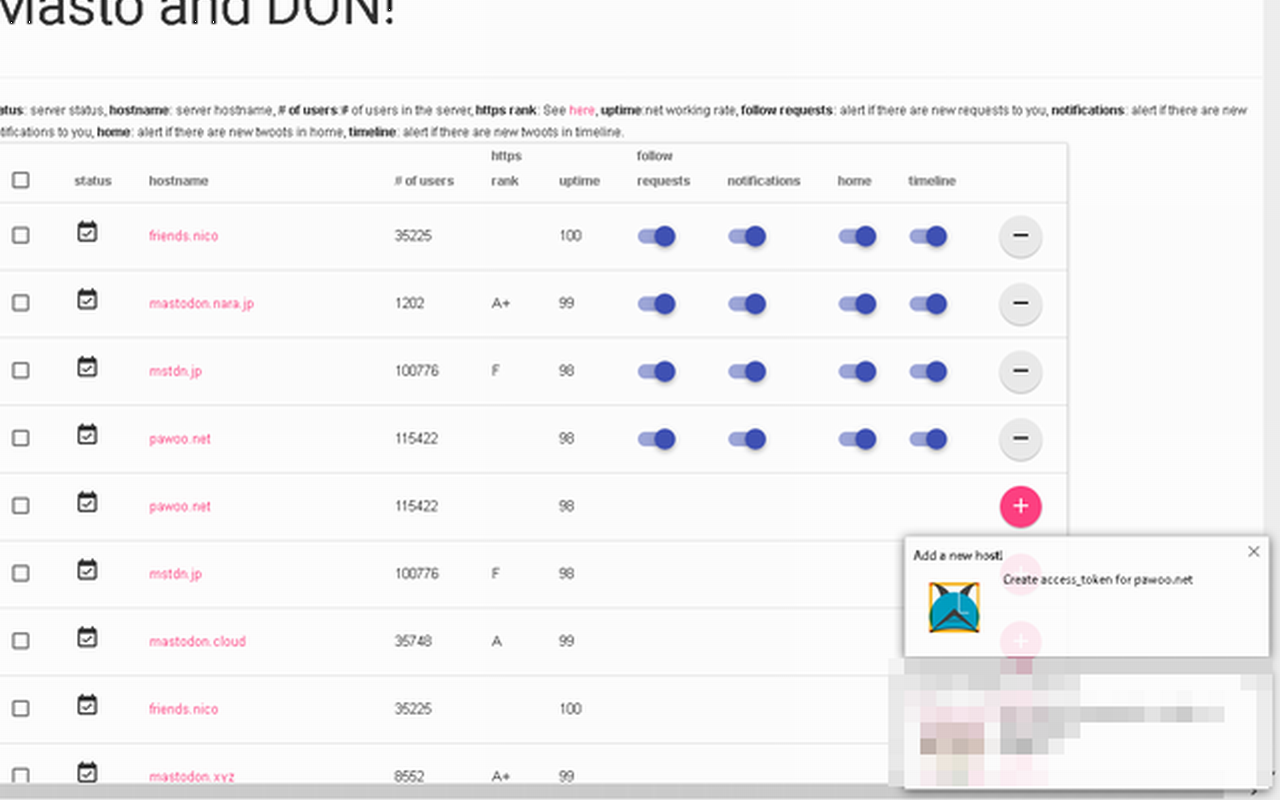 Masto and DON!
atus: server status, hostname: server hostname, # of users:# of users in the server, https rank: See here, uptime:net working rate, follow requests: alert if there are new requests to you, notifications: alert if there are new
tifications to you, home: alert if there are new twoots in home, timeline: alert if there are new twoots in timeline.
status hostname # of users https rank uptime follow requests notifications home timeline
friends.nico 35225 100
mastodon.nara.jp 1202 A+ 99
mstdn.jp 100776 F 98
pawoo.net 115422 98
pawoo.net 115422 98
mstdn.jp 100776 F 98
mastodon.cloud 35748 A 99
friends.nico 35225 100
mastodon.xyz 8552 A+ 99
Add a new host!
Create access_token for pawoo.net